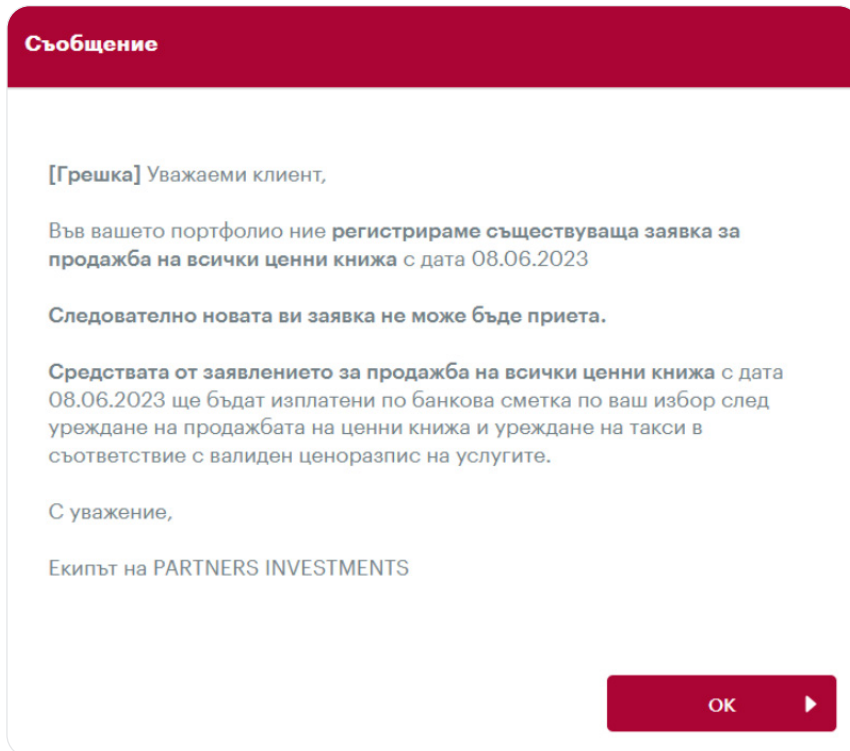 Съобщение
[Грешка] Уважаеми клиент,
Във вашето портфолио ние регистрираме съществуваща заявка за
продажба на всички ценни книжа с дата 08.06.2023
Следователно новата ви заявка не може бъде приета.
Средствата от заявлението за продажба на всички ценни книжа с дата
08.06.2023 ще бъдат изплатени по банкова сметка по ваш избор след
уреждане на продажбата на ценни книжа и уреждане на такси в
съответствие с валиден ценоразпис на услугите.
С уважение,
Екипът на PARTNERS INVESTMENTS
ОК